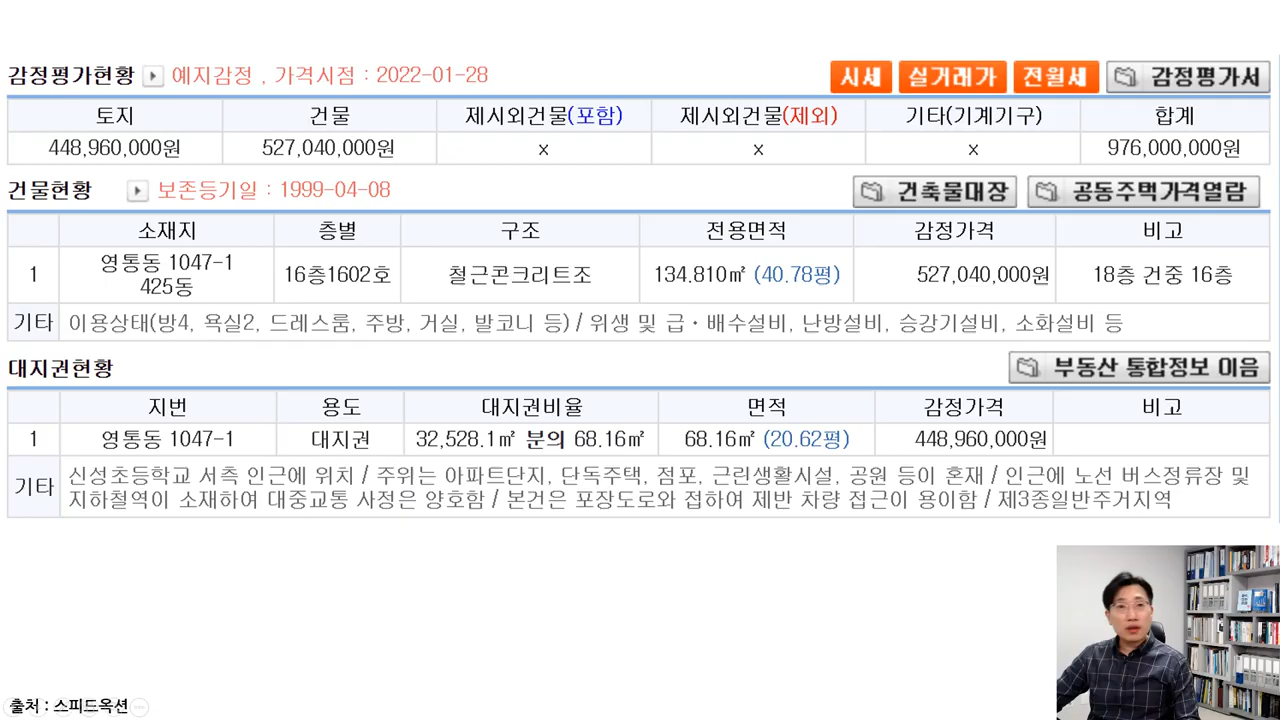 감정평가현황 예지감정 , 가격시점 : 2022-01-28 시세 실거래가 전월세 감정평가서
토지 건물 제시외건물(포함) 제시외건물(제외) 기타(기계기구) 합계
448,960,000원 527,040,000원 x x x 976,000,000원
건물현황 보존등기일 : 1999-04-08 건축물대장 공동주택가격열람
소재지 층별 구조 전용면적 감정가격 비고
1 영통동 1047-1 16층1602호 철근콘크리트조 134.810㎡ (40.78평) 527,040,000원 18층 건중 16층
425동
기타 이용상태(방4, 욕실2, 드레스룸, 주방, 거실, 발코니 등) / 위생 및 급・배수설비, 난방설비, 승강기설비, 소화설비 등
대지권현황 부동산 통합정보 이음
지번 용도 대지권비율 면적 감정가격 비고
1 영통동 1047-1 대지권 32,528.1㎡ 분의 68.16㎡ 68.16㎡ (20.62평) 448,960,000원
기타 신성초등학교 서측 인근에 위치 / 주위는 아파트단지, 단독주택, 점포, 근린생활시설, 공원 등이 혼재 / 인근에 노선 버스정류장 및
지하철역이 소재하여 대중교통 사정은 양호함 / 본건은 포장도로와 접하여 제반 차량 접근이 용이함 / 제3종일반주거지역
출처 : 스피드옥션